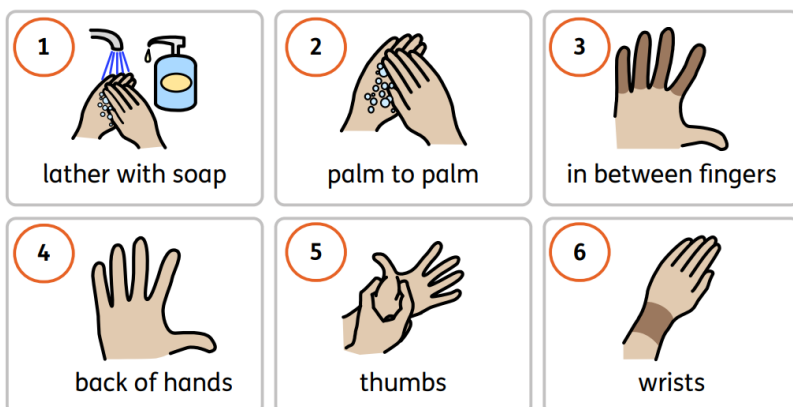 1
lather with soap
2
palm to palm
3
in between fingers
4
back of hands
5
thumbs
6
wrists